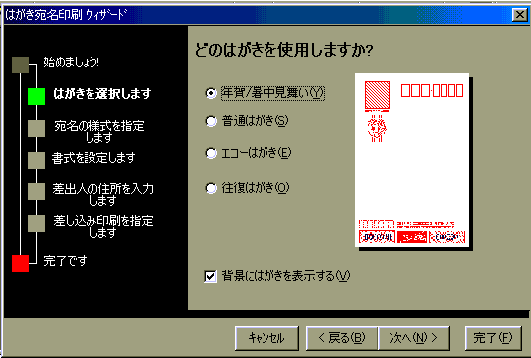 はがき宛名印刷 ウィザード
始めましょう!
はがきを選択します
宛名の様式を指定
します
書式を設定します
差出人の住所を入力
します
差し込み印刷を指定
します
完了です
どのはがきを使用しますか?
年賀/暑中見舞い(Y)
普通はがき(S)
エコーはがき(E)
往復はがき(O)
背景にはがきを表示する(V)
キャンセル
< 戻る(B)
次へ(N) >
完了(F)